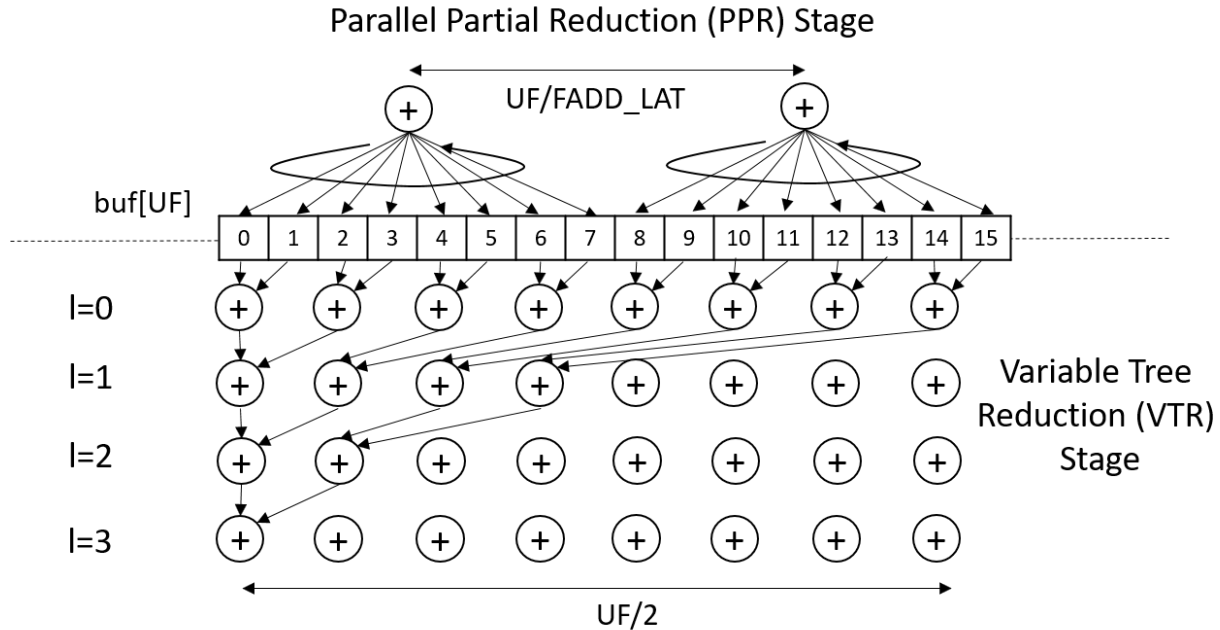 Parallel Partial Reduction (PPR) Stage
UF/FADD_LAT
+ +
buf[UF]
0 1 2 3 4 5 6 7 8 9 10 11 12 13 14 15
l=0 + + + + + + + +
l=1 + + + + + + + +
Variable Tree
Reduction (VTR)
Stage
l=2 + + + + + + + +
l=3 + + + + + + + +
UF/2